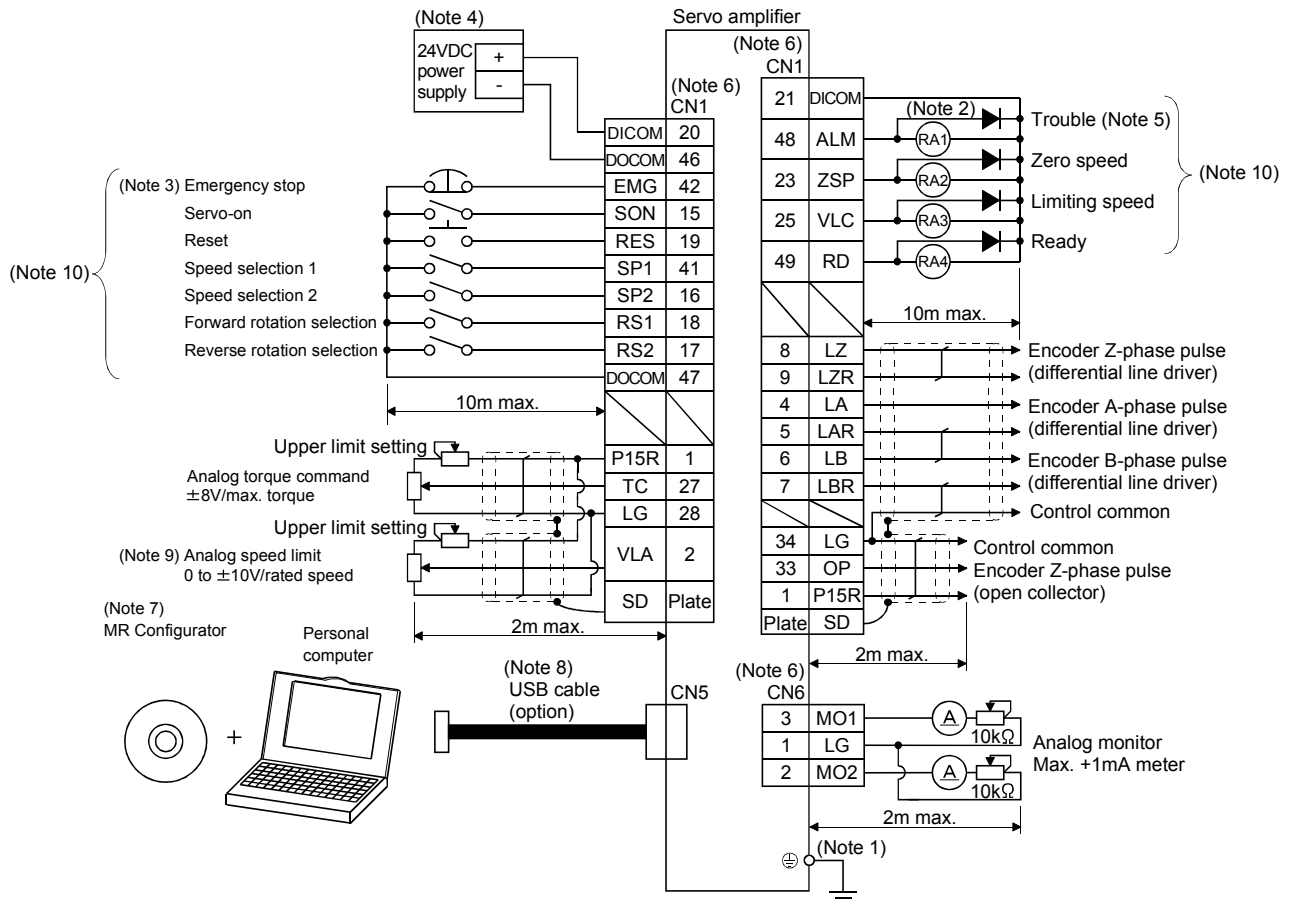 (Note 4)
24VDC
power
supply
+
-
Servo amplifier
(Note 6)
CN1
DICOM 20
DOCOM 46
EMG 42
SON 15
RES 19
SP1 41
SP2 16
RS1 18
RS2 17
DOCOM 47
P15R 1
TC 27
LG 28
VLA 2
SD Plate
(Note 10)
(Note 3) Emergency stop
Servo-on
Reset
Speed selection 1
Speed selection 2
Forward rotation selection
Reverse rotation selection
10m max.
Upper limit setting
Analog torque command
±8V/max. torque
Upper limit setting
(Note 9) Analog speed limit
0 to ±10V/rated speed
2m max.
(Note 7)
MR Configurator
Personal
computer
+
(Note 8)
USB cable
(option)
CN5
(Note 6)
CN1
21 DICOM
48 ALM
23 ZSP
25 VLC
49 RD
8 LZ
9 LZR
4 LA
5 LAR
6 LB
7 LBR
34 LG
33 OP
1 P15R
Plate SD
(Note 2)
RA1
RA2
RA3
RA4
Trouble (Note 5)
Zero speed
Limiting speed
Ready
(Note 10)
10m max.
Encoder Z-phase pulse
(differential line driver)
Encoder A-phase pulse
(differential line driver)
Encoder B-phase pulse
(differential line driver)
Control common
Control common
Encoder Z-phase pulse
(open collector)
2m max.
(Note 6)
CN6
3 MO1
1 LG
2 MO2
A
10kΩ
A
10kΩ
Analog monitor
Max. +1mA meter
2m max.
(Note 1)